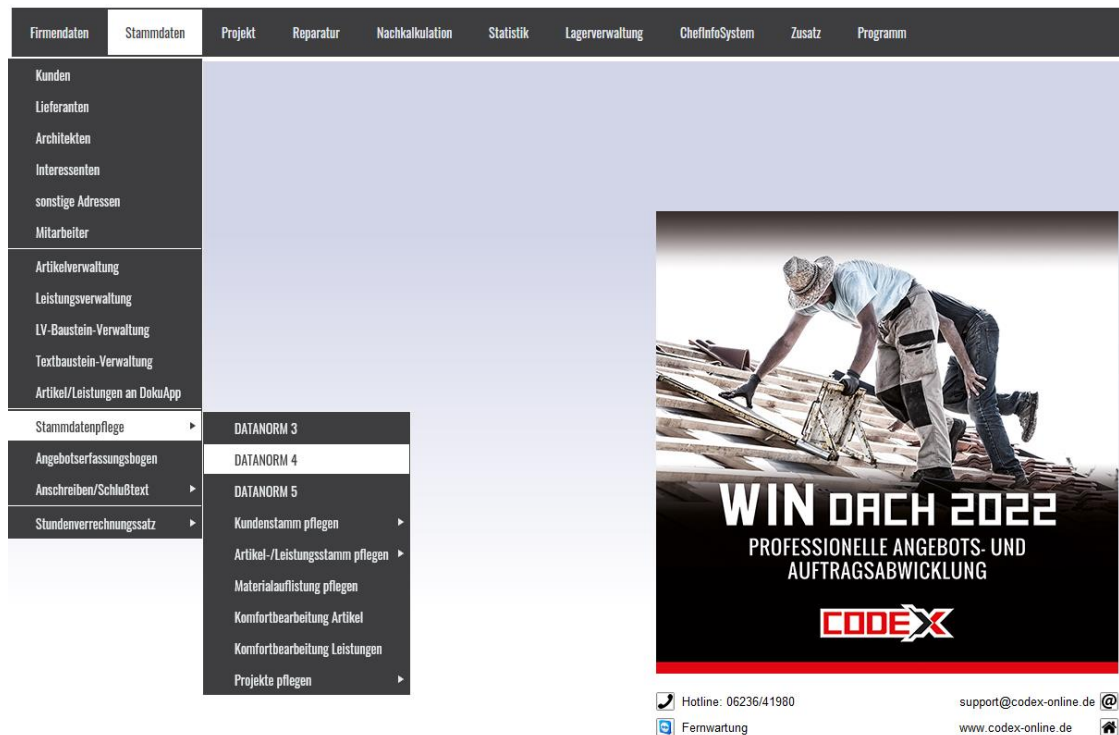 Firmendaten Stammdaten Projekt Reparatur Nachkalkulation Statistik Lagerverwaltung ChefInfoSystem Zusatz Programm
Kunden
Lieferanten
Architekten
Interessenten
sonstige Adressen
Mitarbeiter
Artikelverwaltung
Leistungsverwaltung
LV-Baustein-Verwaltung
Textbaustein-Verwaltung
Artikel/Leistungen an DokuApp
Stammdatenpflege
Angebotserfassungsbogen
Anschreiben/Schlußtext
Stundenverrechnungssatz
DATANORM 3
DATANORM 4
DATANORM 5
Kundenstamm pflegen
Artikel-/Leistungsstamm pflegen
Materialauflistung pflegen
Komfortbearbeitung Artikel
Komfortbearbeitung Leistungen
Projekte pflegen
WIN DACH 2022
PROFESSIONELLE ANGEBOTS- UND
AUFTRAGSABWICKLUNG
CODEX
Hotline: 06236/41980 support@codex-online.de @
Fernwartung www.codex-online.de